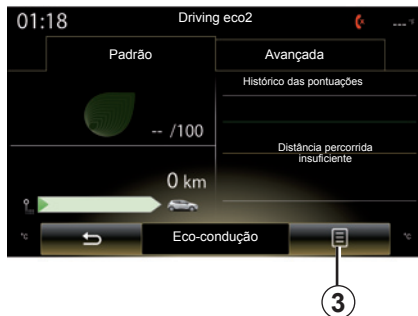 01:18
Driving eco2
---°F
Padrão
Avançada
Histórico das pontuações
-- /100
Distância percorrida
insuficiente
0 km
°C
Eco-condução
°C
3